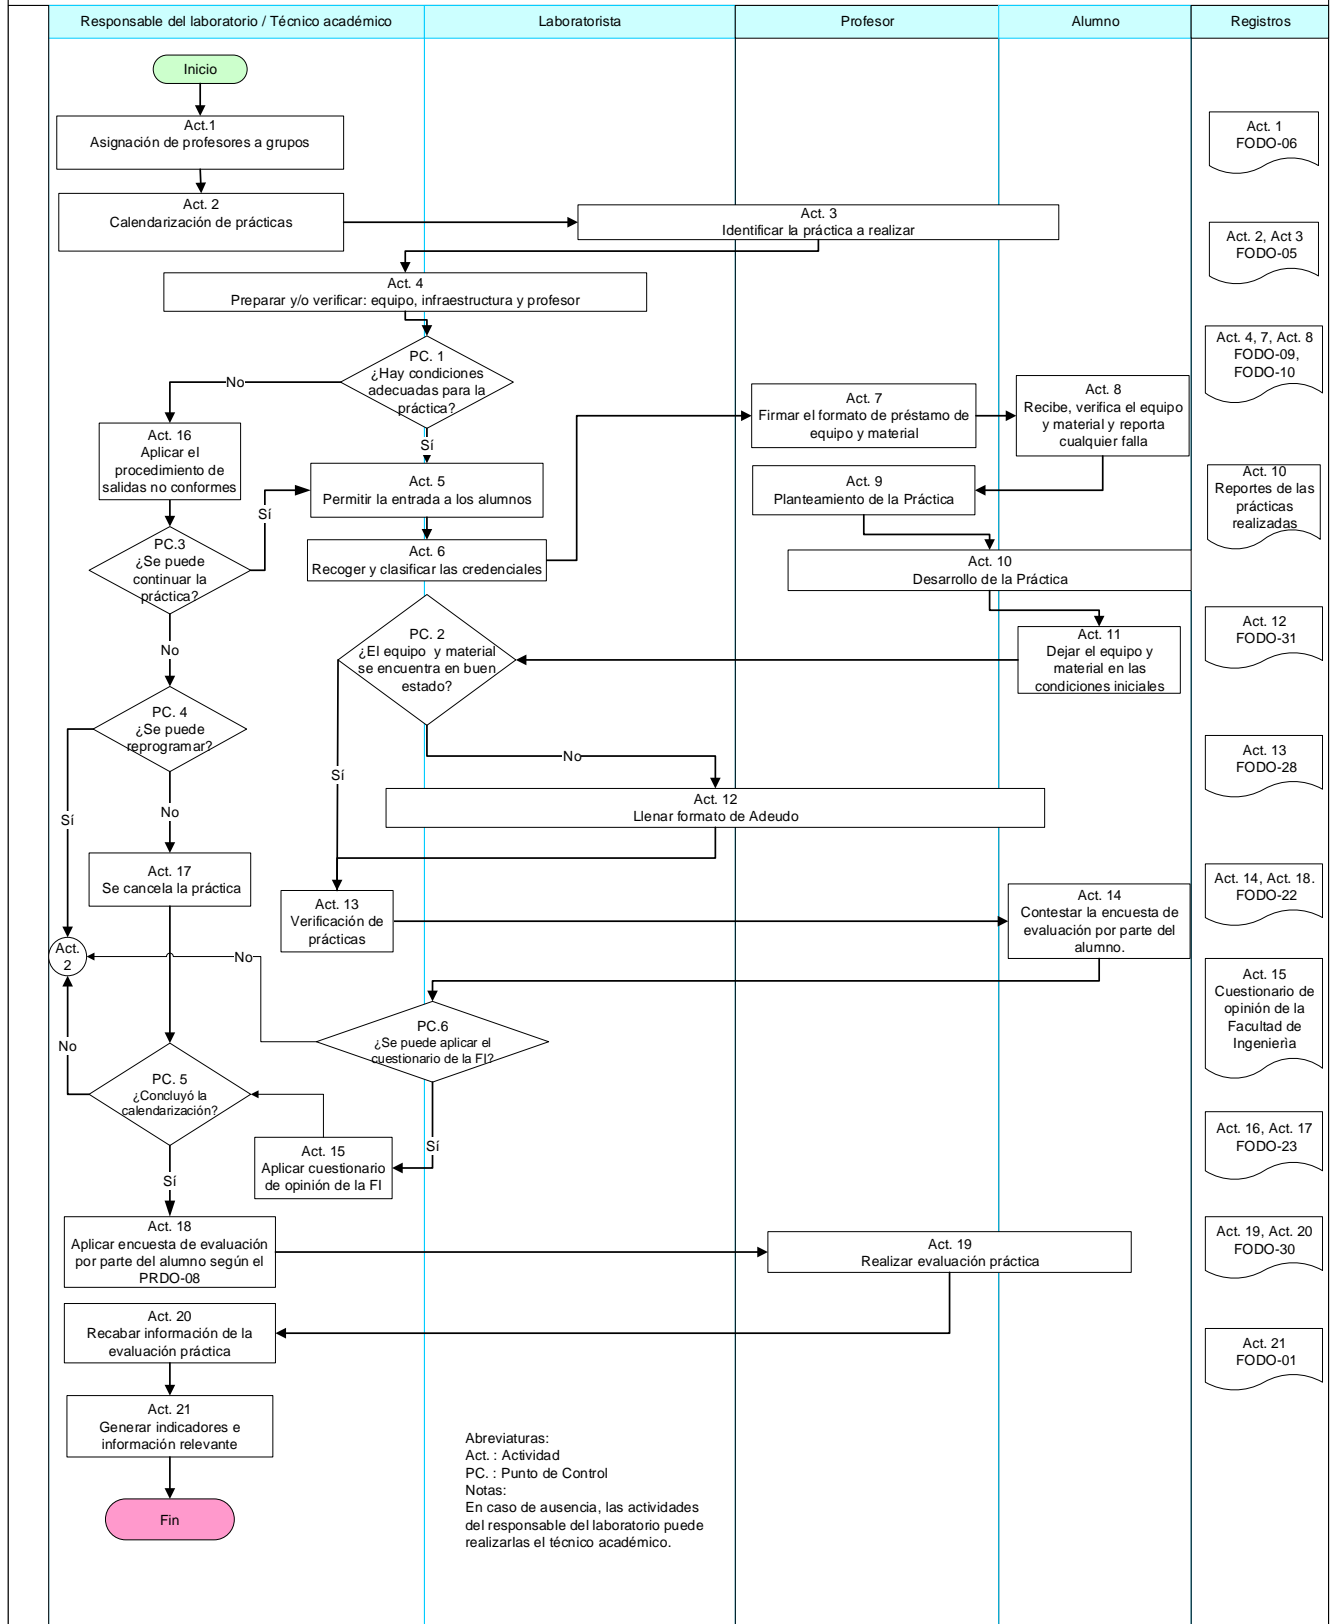 Responsable del laboratorio / Técnico académico
Laboratorista
Profesor
Alumno
Registros
Inicio
Act.1
Asignación de profesores a grupos
Act. 1
FODO-06
Act. 2
Calendarización de prácticas
Act. 3
Identificar la práctica a realizar
Act. 2, Act 3
FODO-05
Act. 4
Preparar y/o verificar: equipo, infraestructura y profesor
PC. 1
¿Hay condiciones
adecuadas para la
práctica?
No
Sí
Act. 4, 7, Act. 8
FODO-09,
FODO-10
Act. 7
Firmar el formato de préstamo de
equipo y material
Act. 8
Recibe, verifica el equipo
y material y reporta
cualquier falla
Act. 16
Aplicar el
procedimiento de
salidas no conformes
Act. 5
Permitir la entrada a los alumnos
Act. 9
Planteamiento de la Práctica
Act. 10
Reportes de las
prácticas
realizadas
Sí
PC.3
¿Se puede
continuar la
práctica?
Act. 6
Recoger y clasificar las credenciales
Act. 10
Desarrollo de la Práctica
No
PC. 2
¿El equipo y material
se encuentra en buen
estado?
Act. 11
Dejar el equipo y
material en las
condiciones iniciales
Act. 12
FODO-31
PC. 4
¿Se puede
reprogramar?
No
Sí
Act. 13
FODO-28
No
Sí
Act. 12
Llenar formato de Adeudo
Act. 17
Se cancela la práctica
Act. 13
Verificación de
prácticas
Act. 14
Contestar la encuesta de
evaluación por parte del
alumno.
Act. 14, Act. 18.
FODO-22
Act.
2
No
PC.6
¿Se puede aplicar el
cuestionario de la FI?
Act. 15
Cuestionario de
opinión de la
Facultad de
Ingenierìa
No
PC. 5
¿Concluyó la
calendarización?
Sí
Act. 15
Aplicar cuestionario
de opinión de la FI
Act. 16, Act. 17
FODO-23
Sí
Act. 18
Aplicar encuesta de evaluación
por parte del alumno según el
PRDO-08
Act. 19
Realizar evaluación práctica
Act. 19, Act. 20
FODO-30
Act. 20
Recabar información de la
evaluación práctica
Act. 21
FODO-01
Act. 21
Generar indicadores e
información relevante
Fin
Abreviaturas:
Act. : Actividad
PC. : Punto de Control
Notas:
En caso de ausencia, las actividades
del responsable del laboratorio puede
realizarlas el técnico académico.